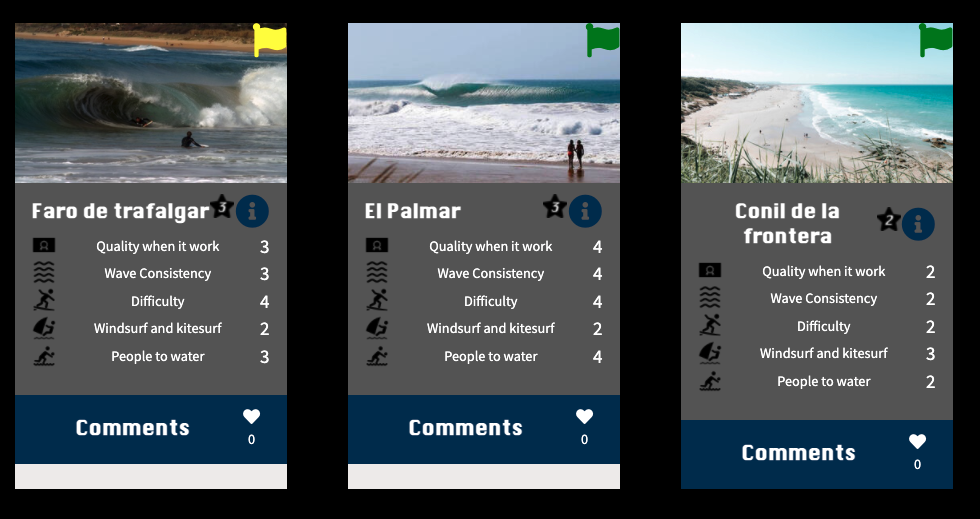 Faro de trafalgar 3
Quality when it work 3
Wave Consistency 3
Difficulty 4
Windsurf and kitesurf 2
People to water 3
Comments
0
El Palmar 3
Quality when it work 4
Wave Consistency 4
Difficulty 4
Windsurf and kitesurf 2
People to water 4
Comments
0
Conil de la
frontera 2
Quality when it work 2
Wave Consistency 2
Difficulty 2
Windsurf and kitesurf 3
People to water 2
Comments
0